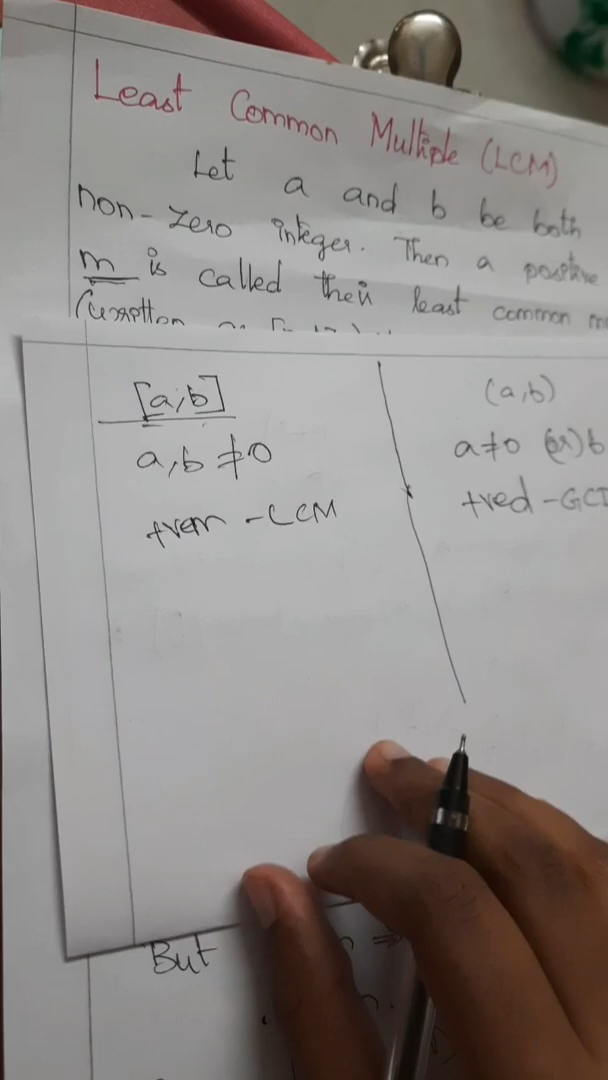 Least Common Multiple (LCM)
Let a and b be both
non-zero integer. Then a positive
m is called their least common m
[a,b]
a,b ≠0
+vem -LCM
(a,b)
a≠0 (or) b
+ved -GC
But